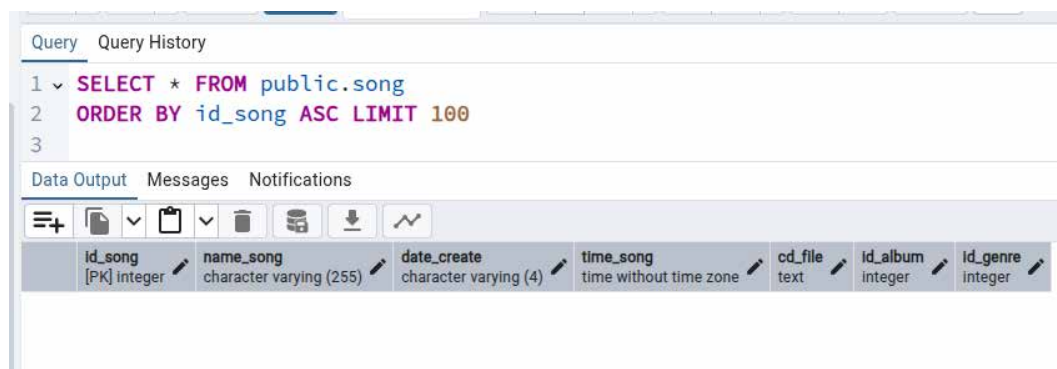 Query Query History
1 SELECT * FROM public.song
2 ORDER BY id_song ASC LIMIT 100
3
Data Output Messages Notifications
id_song name_song date_create time_song cd_file id_album id_genre
[PK] integer character varying (255) character varying (4) time without time zone text integer integer